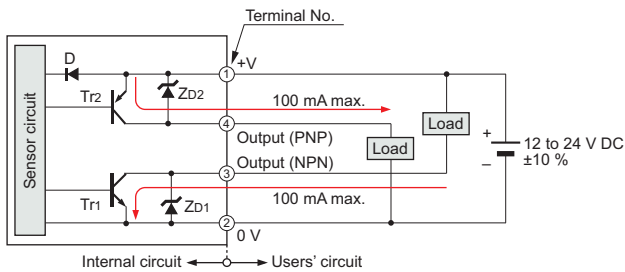 Terminal No.
D
1
+V
Tr2
ZD2
100 mA max.
Sensor circuit
4
Load
Output (PNP)
Load
+
12 to 24 V DC
±10 %
–
Output (NPN)
3
100 mA max.
Tr1
ZD1
2
0 V
Internal circuit
Users' circuit